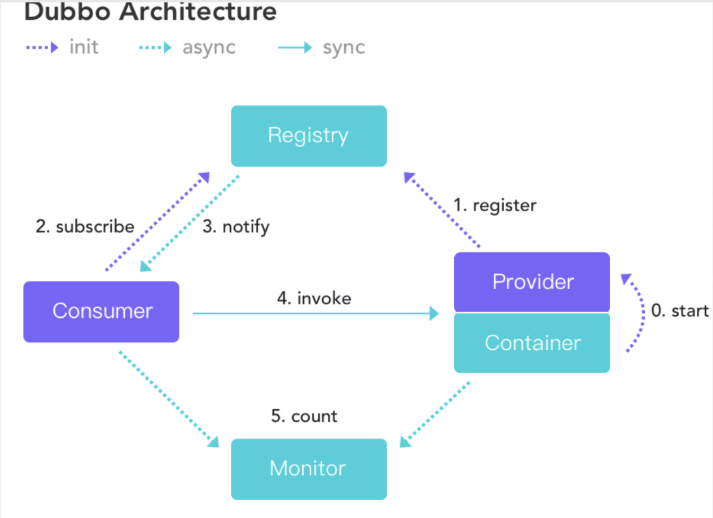 Dubbo Architecture
init async sync
Registry
1. register
2. subscribe
3. notify
Provider
Consumer
4. invoke
0. start
Container
5. count
Monitor